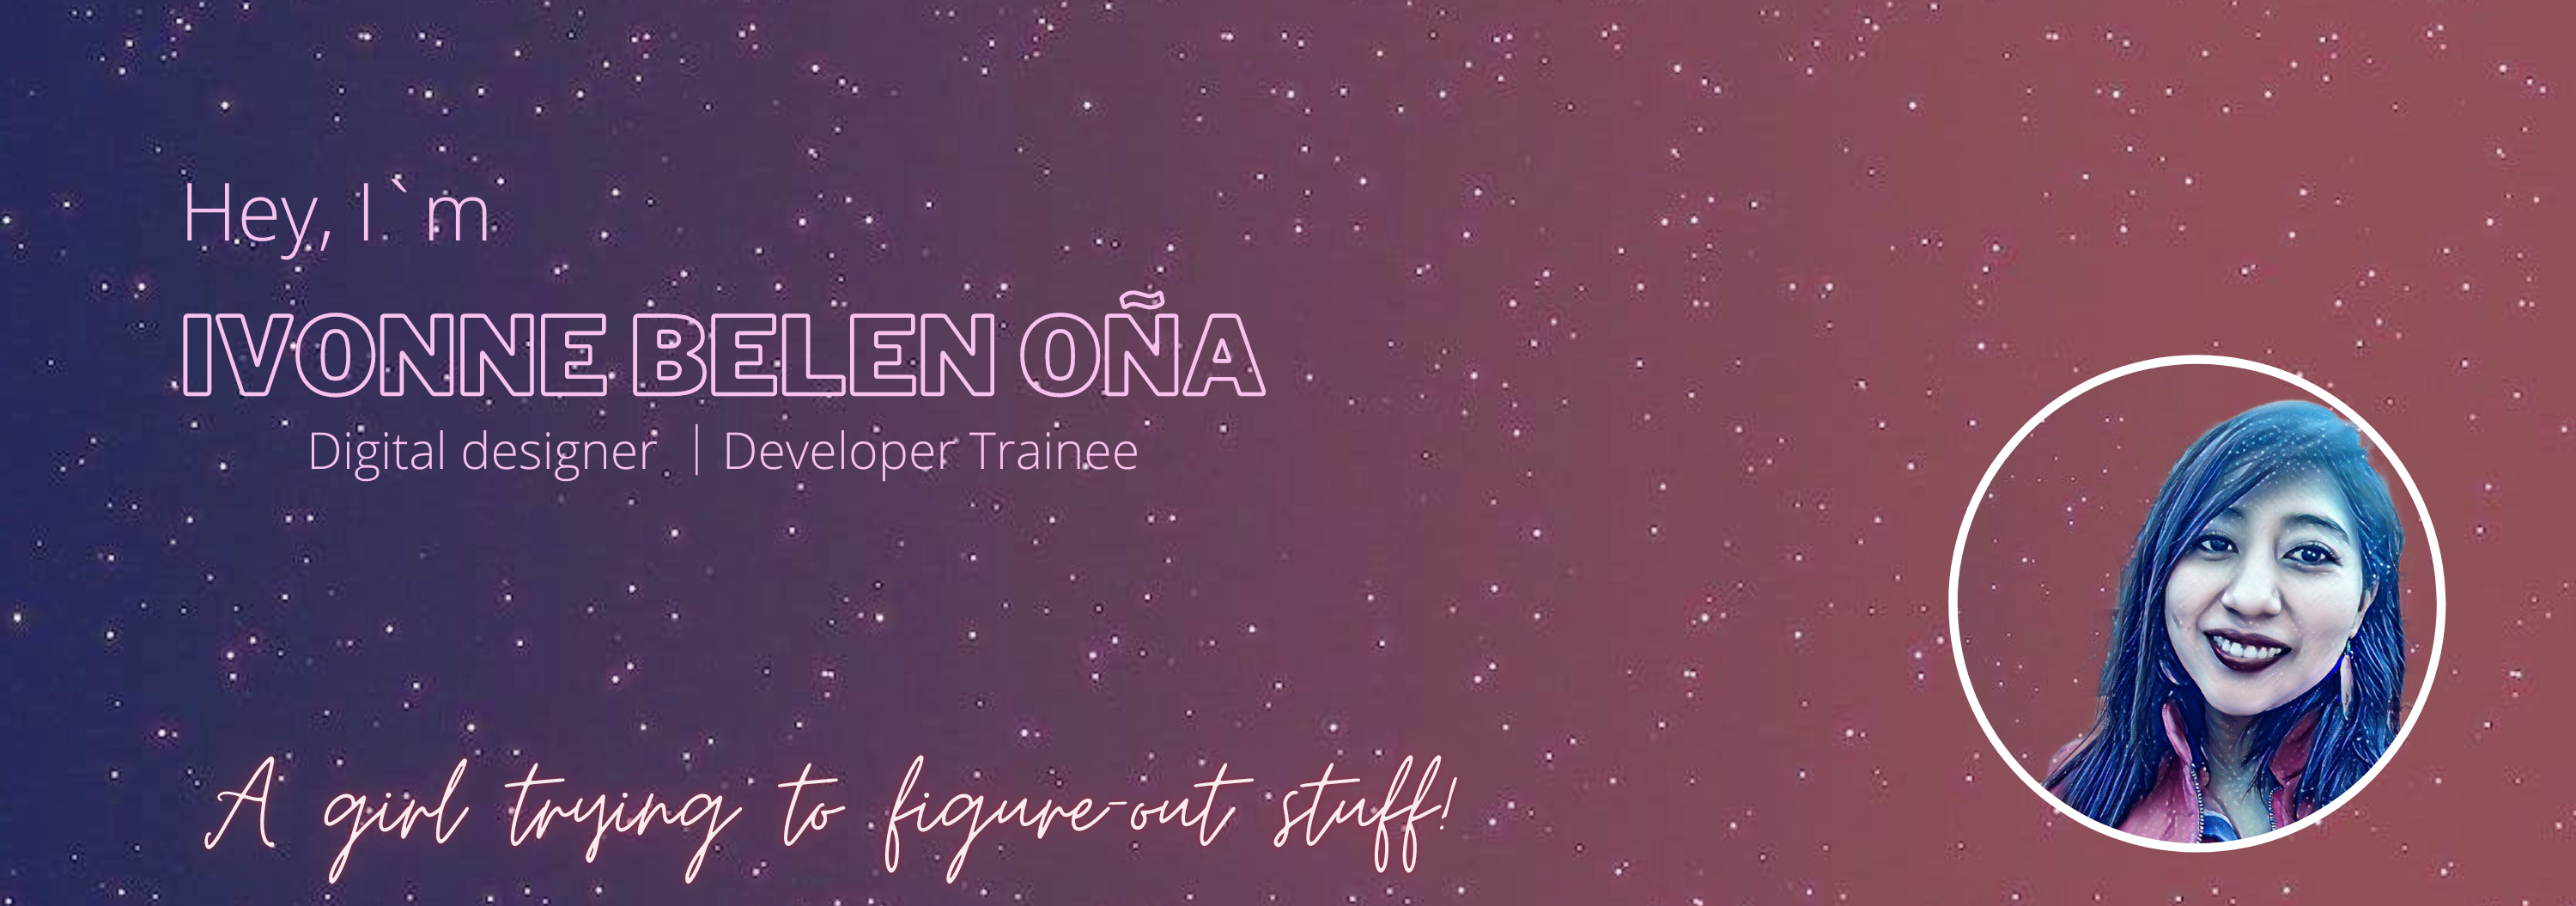 Hey, I`m
IVONNE BELEN OÑA
Digital designer | Developer Trainee
A girl trying to figure-out stuff!